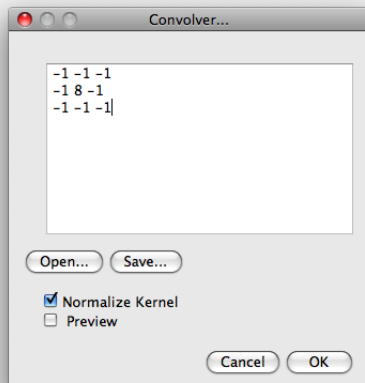 Convolver...
-1 -1 -1
-1 8 -1
-1 -1 -1
Open... Save...
Normalize Kernel
Preview
Cancel OK